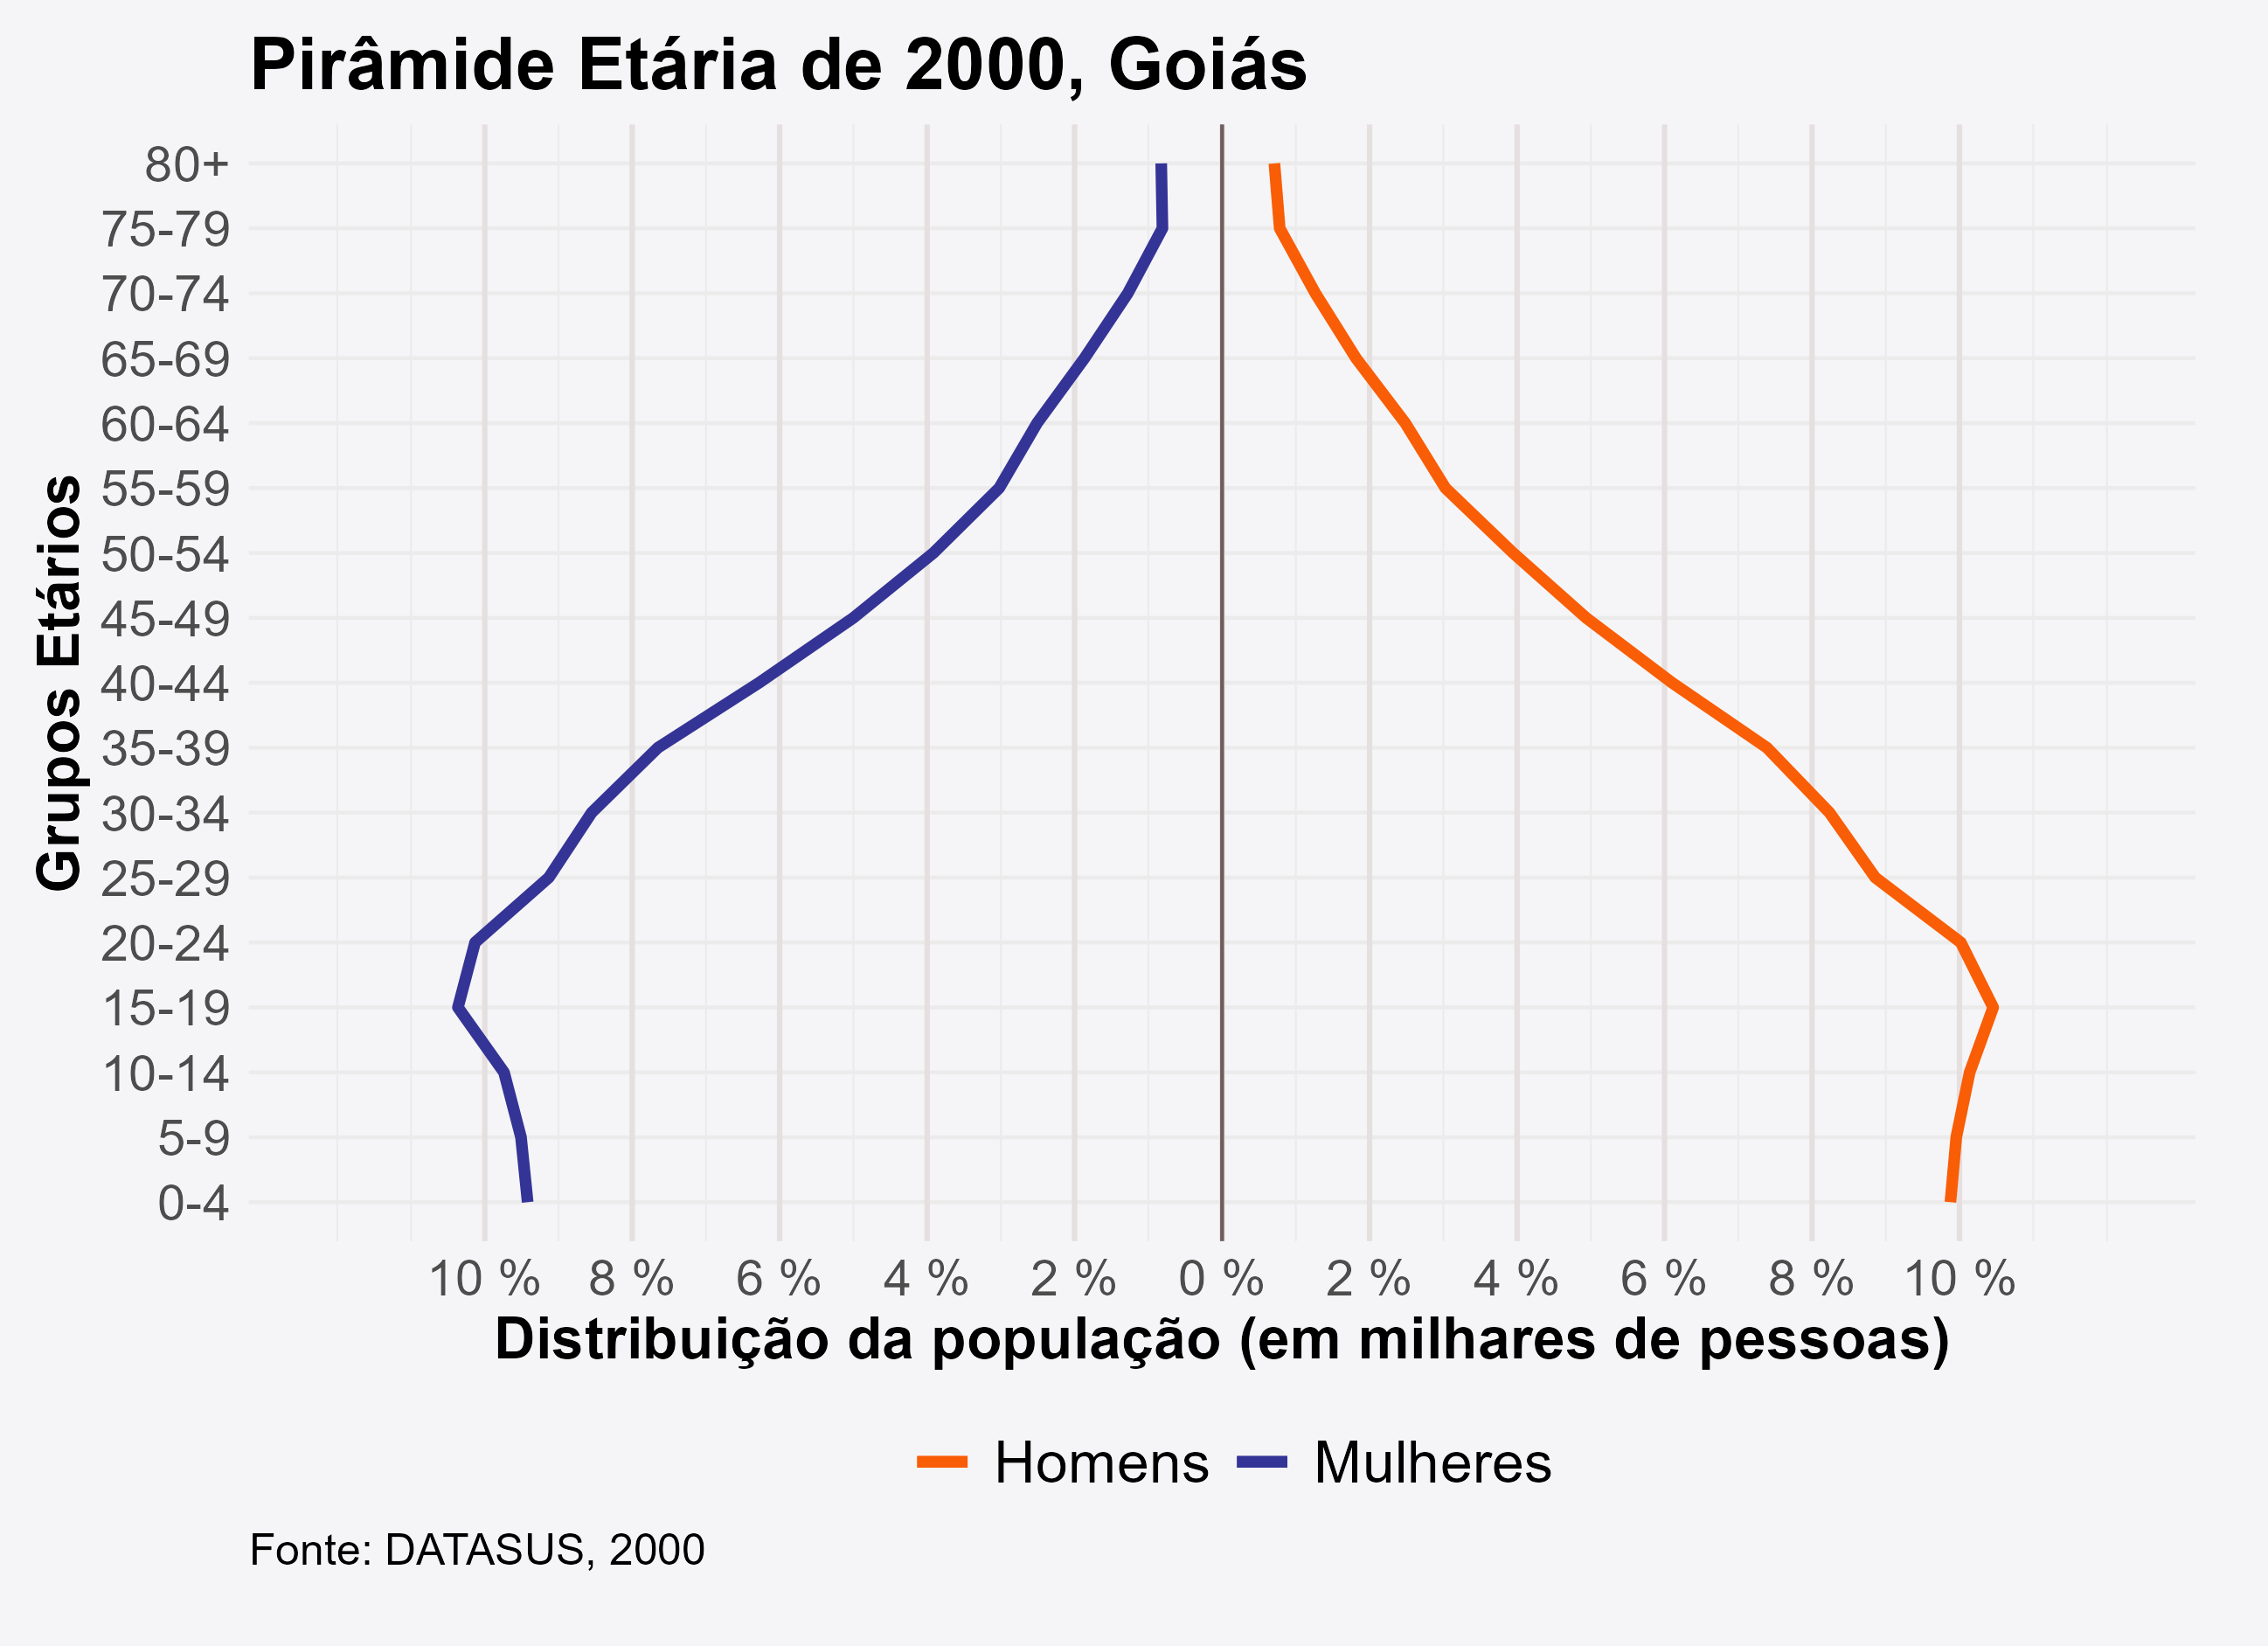 Pirâmide Etária de 2000, Goiás
Grupos Etários
80+
75-79
70-74
65-69
60-64
55-59
50-54
45-49
40-44
35-39
30-34
25-29
20-24
15-19
10-14
5-9
0-4
10 % 8 % 6 % 4 % 2 % 0 % 2 % 4 % 6 % 8 % 10 %
Distribuição da população (em milhares de pessoas)
Homens Mulheres
Fonte: DATASUS, 2000